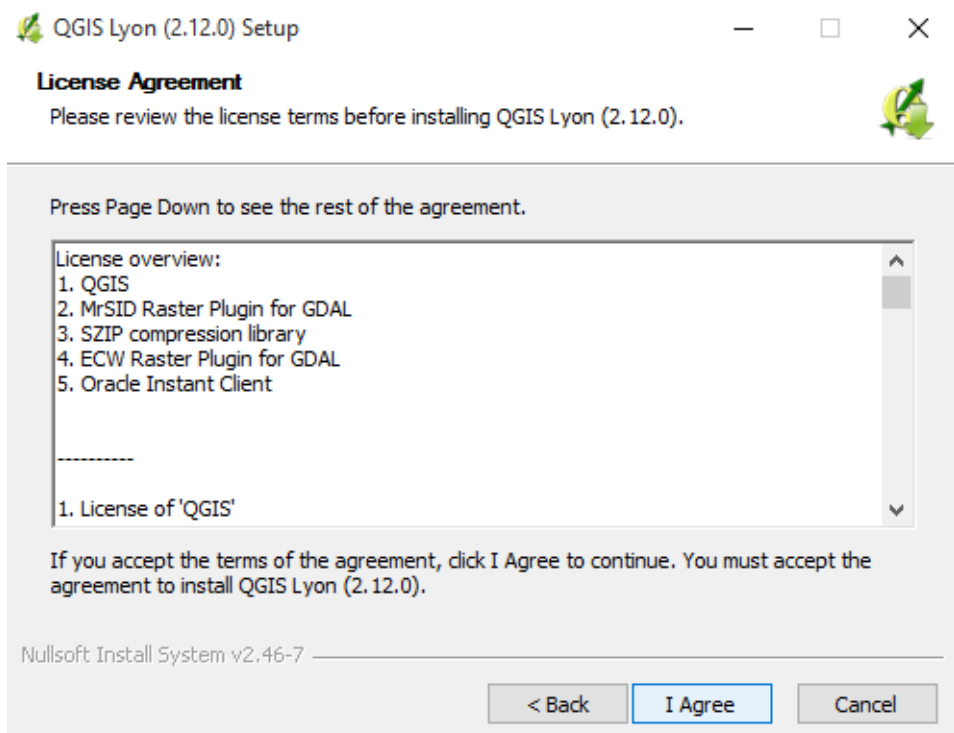 QGIS Lyon (2.12.0) Setup
License Agreement
Please review the license terms before installing QGIS Lyon (2.12.0).
Press Page Down to see the rest of the agreement.
License overview:
1. QGIS
2. MrSID Raster Plugin for GDAL
3. SZIP compression library
4. ECW Raster Plugin for GDAL
5. Oracle Instant Client
----------
1. License of 'QGIS'
If you accept the terms of the agreement, click I Agree to continue. You must accept the
agreement to install QGIS Lyon (2.12.0).
Nullsoft Install System v2.46-7
< Back
I Agree
Cancel